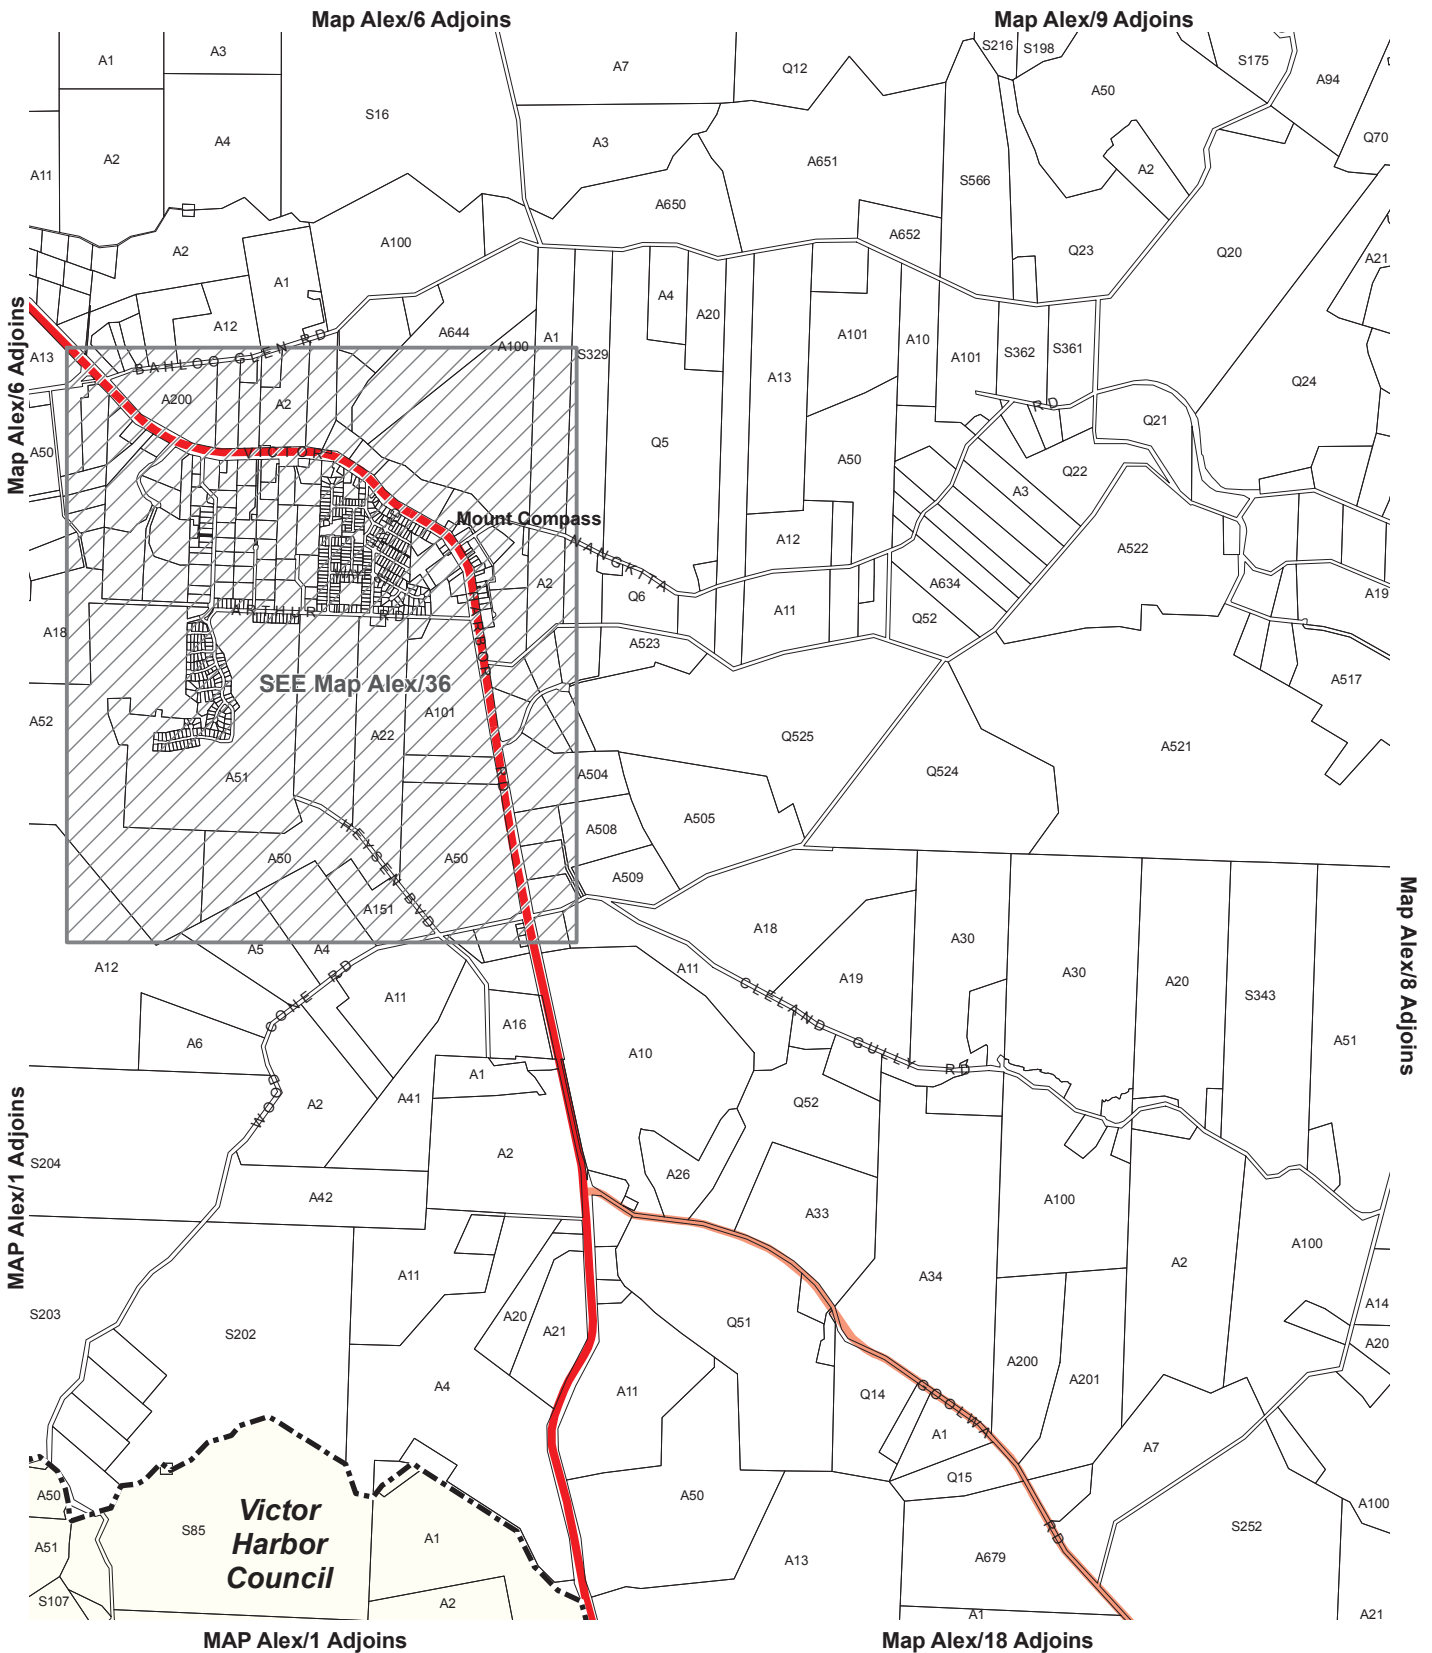 Map Alex/6 Adjoins
Map Alex/9 Adjoins
A1
A3
A7
Q12
S216
S198
S175
A94
A50
S16
A2
A4
A3
A651
A2
Q70
A11
S566
A650
A652
A2
A100
Q23
Q20
A21
A1
A12
A644
A100
A1
S329
A4
A20
A101
A10
A101
S362
S361
A13
Map Alex/6 Adjoins
BAHLOO GLEN RD
A13
A200
A2
RD
Q24
Q21
A50
VICTOR
Q5
A50
Q22
A3
Mount Compass
NANGKITA
A12
A522
A2
Q6
A634
A11
Q52
A19
ARTHUR RD
A18
HARBOR
A523
A517
SEE Map Alex/36
A52
A101
A22
Q525
A521
A51
RD
A504
Q524
A505
A508
HEYSEN BVD
A50
A50
A509
A151
A18
A30
A5
A4
A12
A11
A11
A19
A30
A20
S343
CLELAND GULLY RD
Map Alex/8 Adjoins
WOODCONE RD
A16
A6
A10
A51
A1
A41
A2
Q52
MAP Alex/1 Adjoins
S204
A2
A26
A42
A33
A100
A11
A34
A2
A100
S203
S202
A20
A21
Q51
A14
A20
A200
A201
A4
A11
Q14
GOOLWA
A1
A7
Q15
A50
A50
A100
Victor
Harbor
Council
S85
A1
S252
RD
A51
A13
A679
S107
A2
A1
A21
MAP Alex/1 Adjoins
Map Alex/18 Adjoins